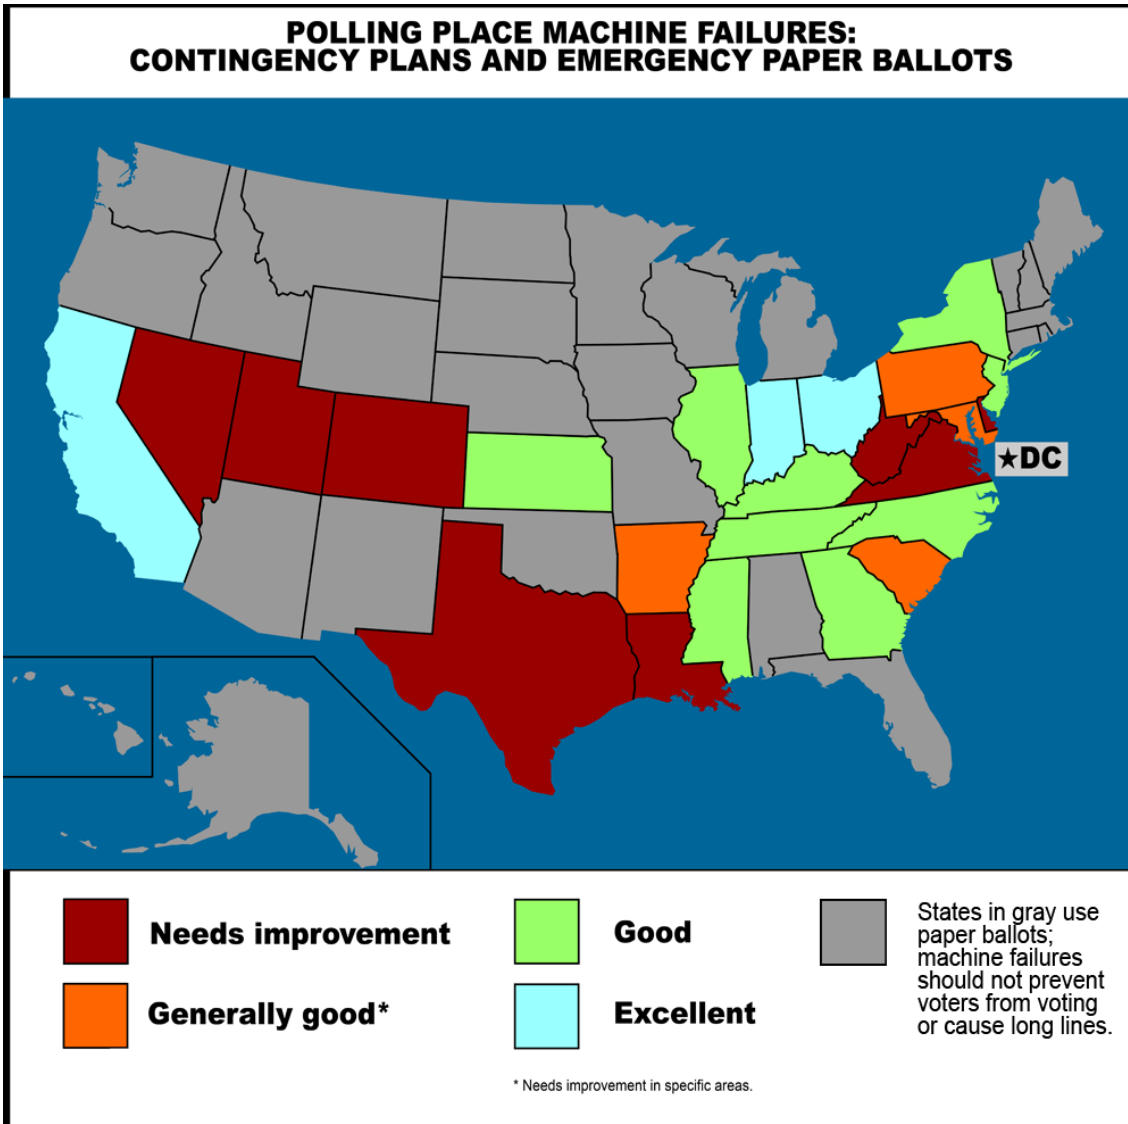 POLLING PLACE MACHINE FAILURES:
CONTINGENCY PLANS AND EMERGENCY PAPER BALLOTS
★DC
Needs improvement
Good
States in gray use
paper ballots;
machine failures
should not prevent
voters from voting
or cause long lines.
Generally good*
Excellent
* Needs improvement in specific areas.